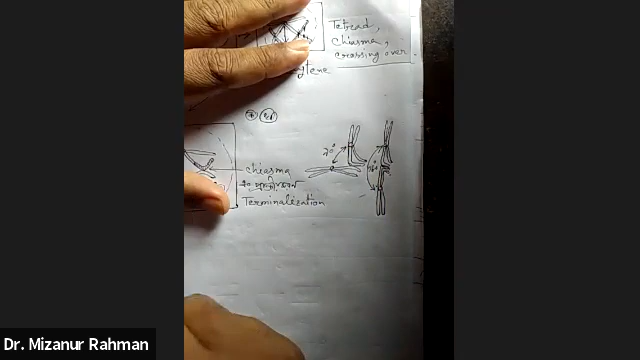 Tetrad,
chiasma,
crossing over.
tene
chiasma
Terminalization
Dr. Mizanur Rahman